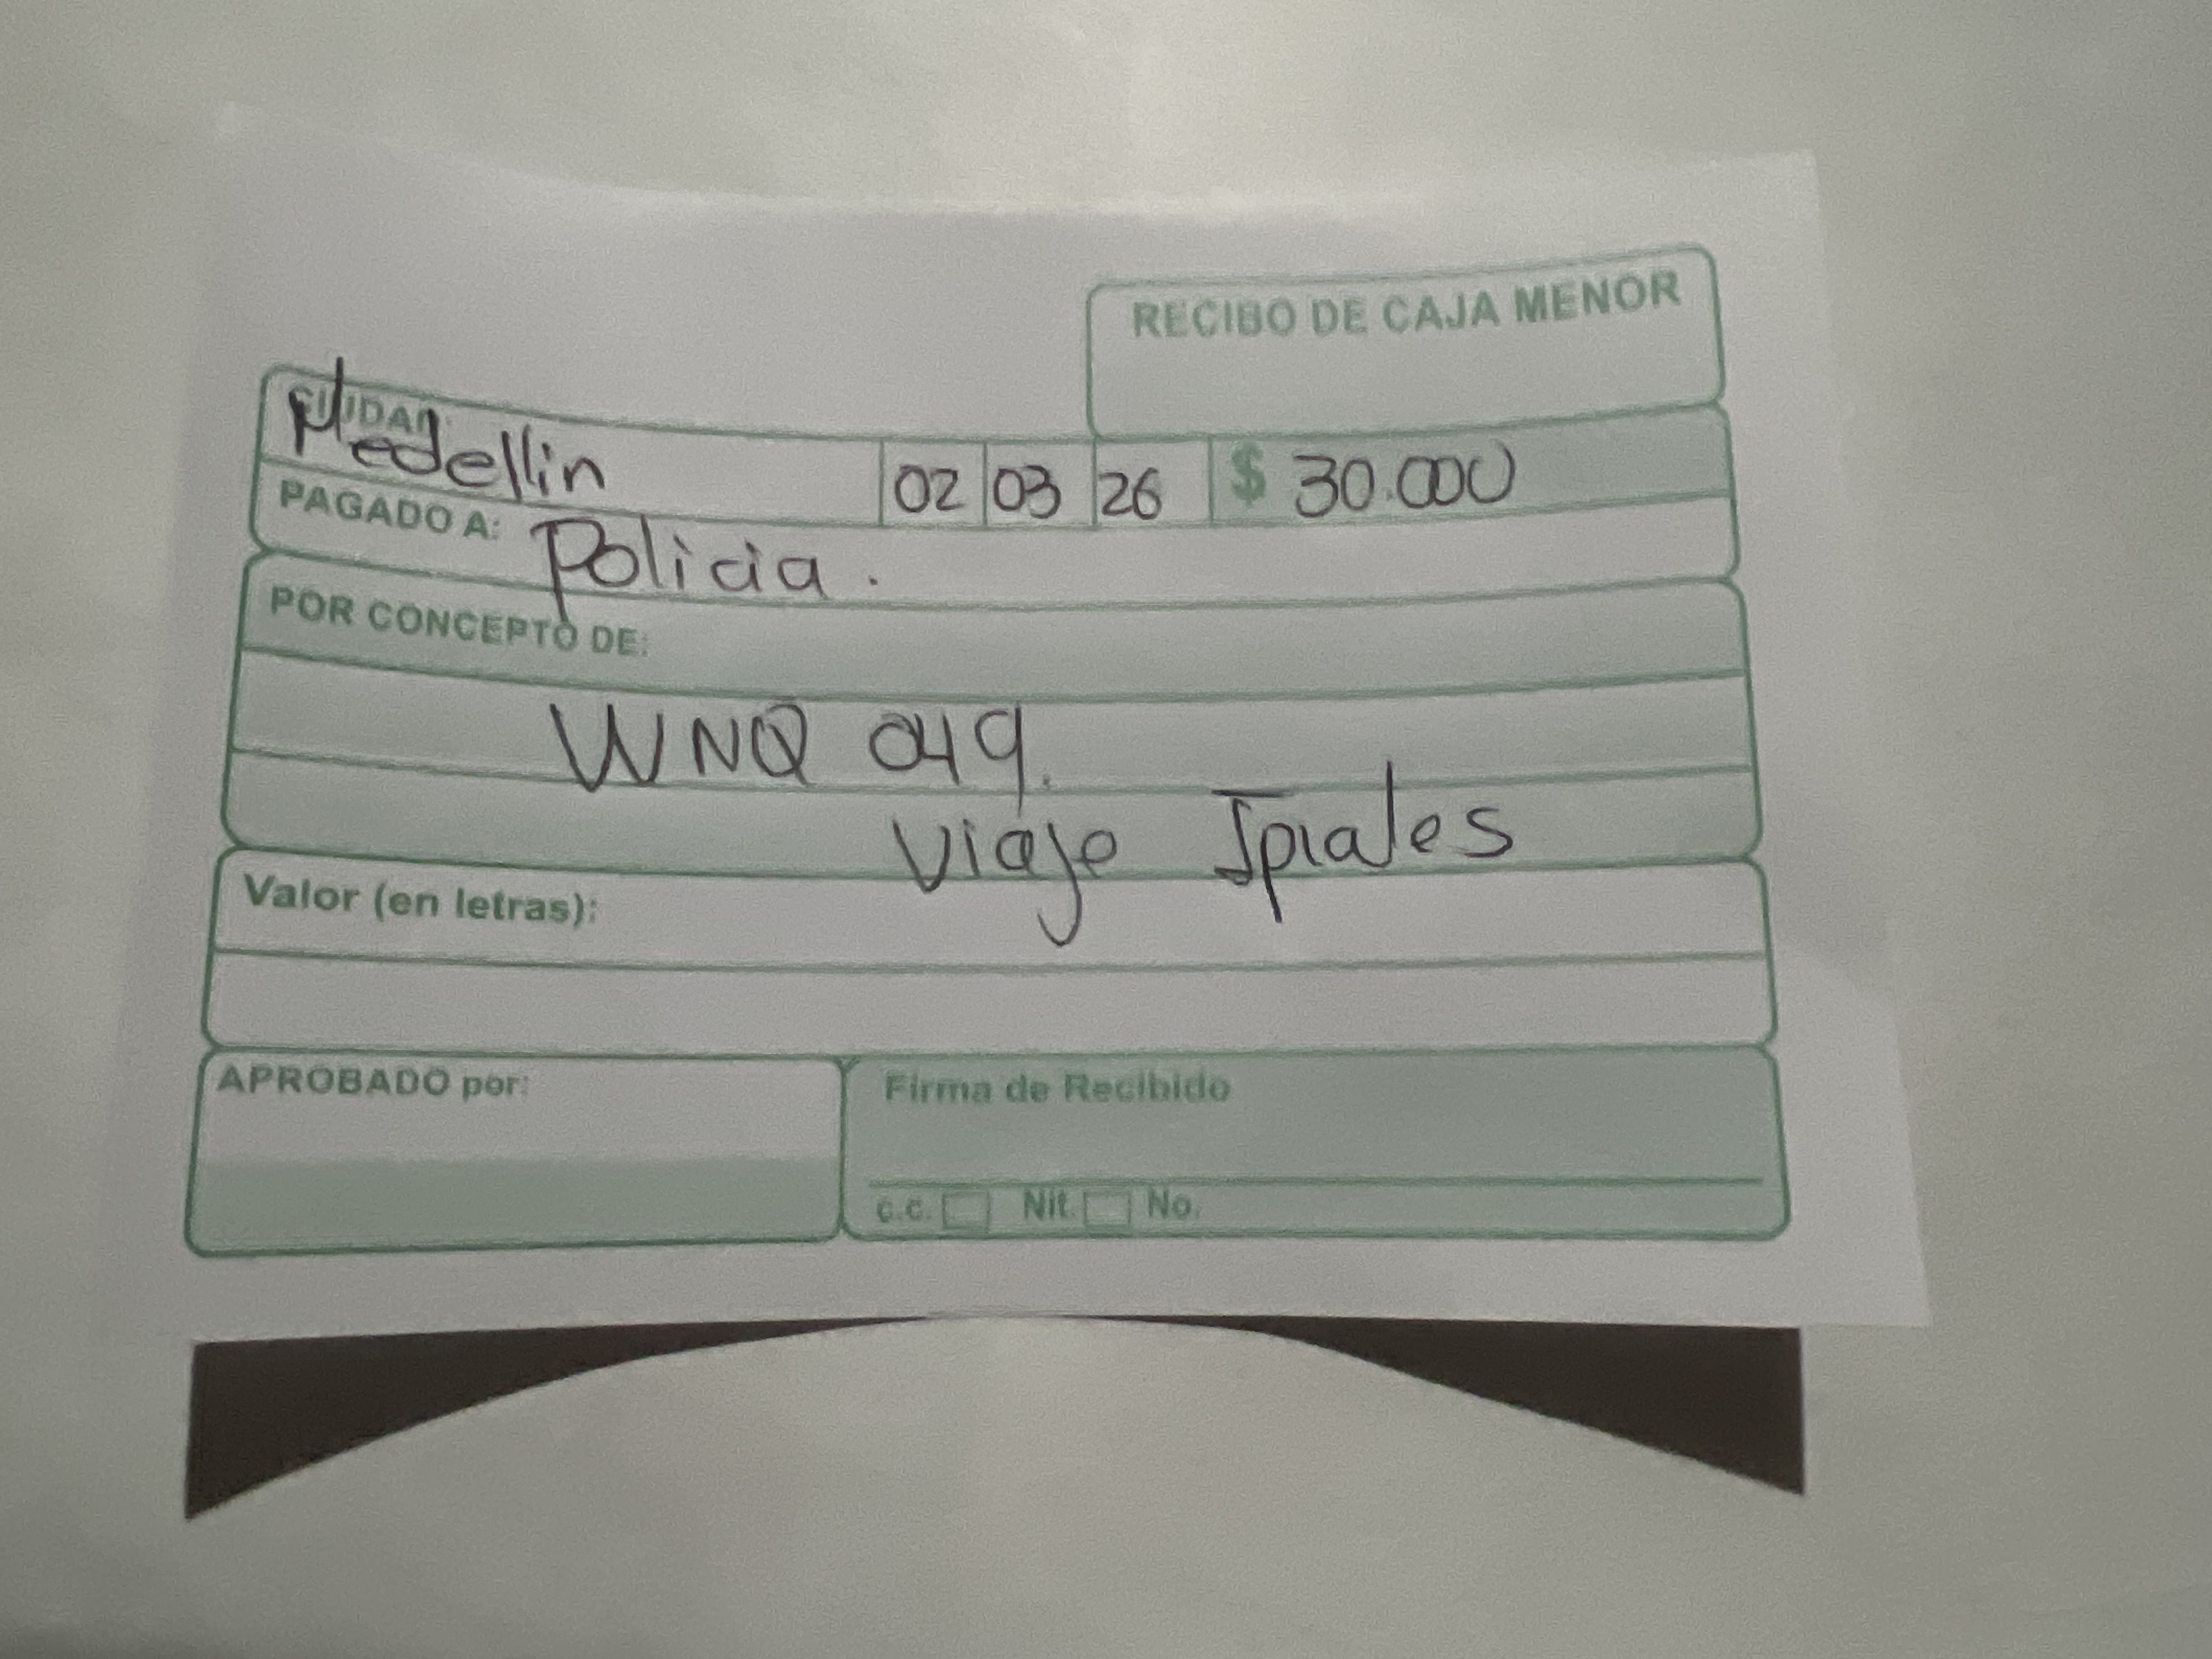 RECIBO DE CAJA MENOR
CIUDAD:
Medellin 02 03 26 $ 30.000
PAGADO A: Policia.
POR CONCEPTO DE:
WNQ 049.
Viaje Ipiales
Valor (en letras):
APROBADO por:
Firma de Recibido
c.c. Nit. No.